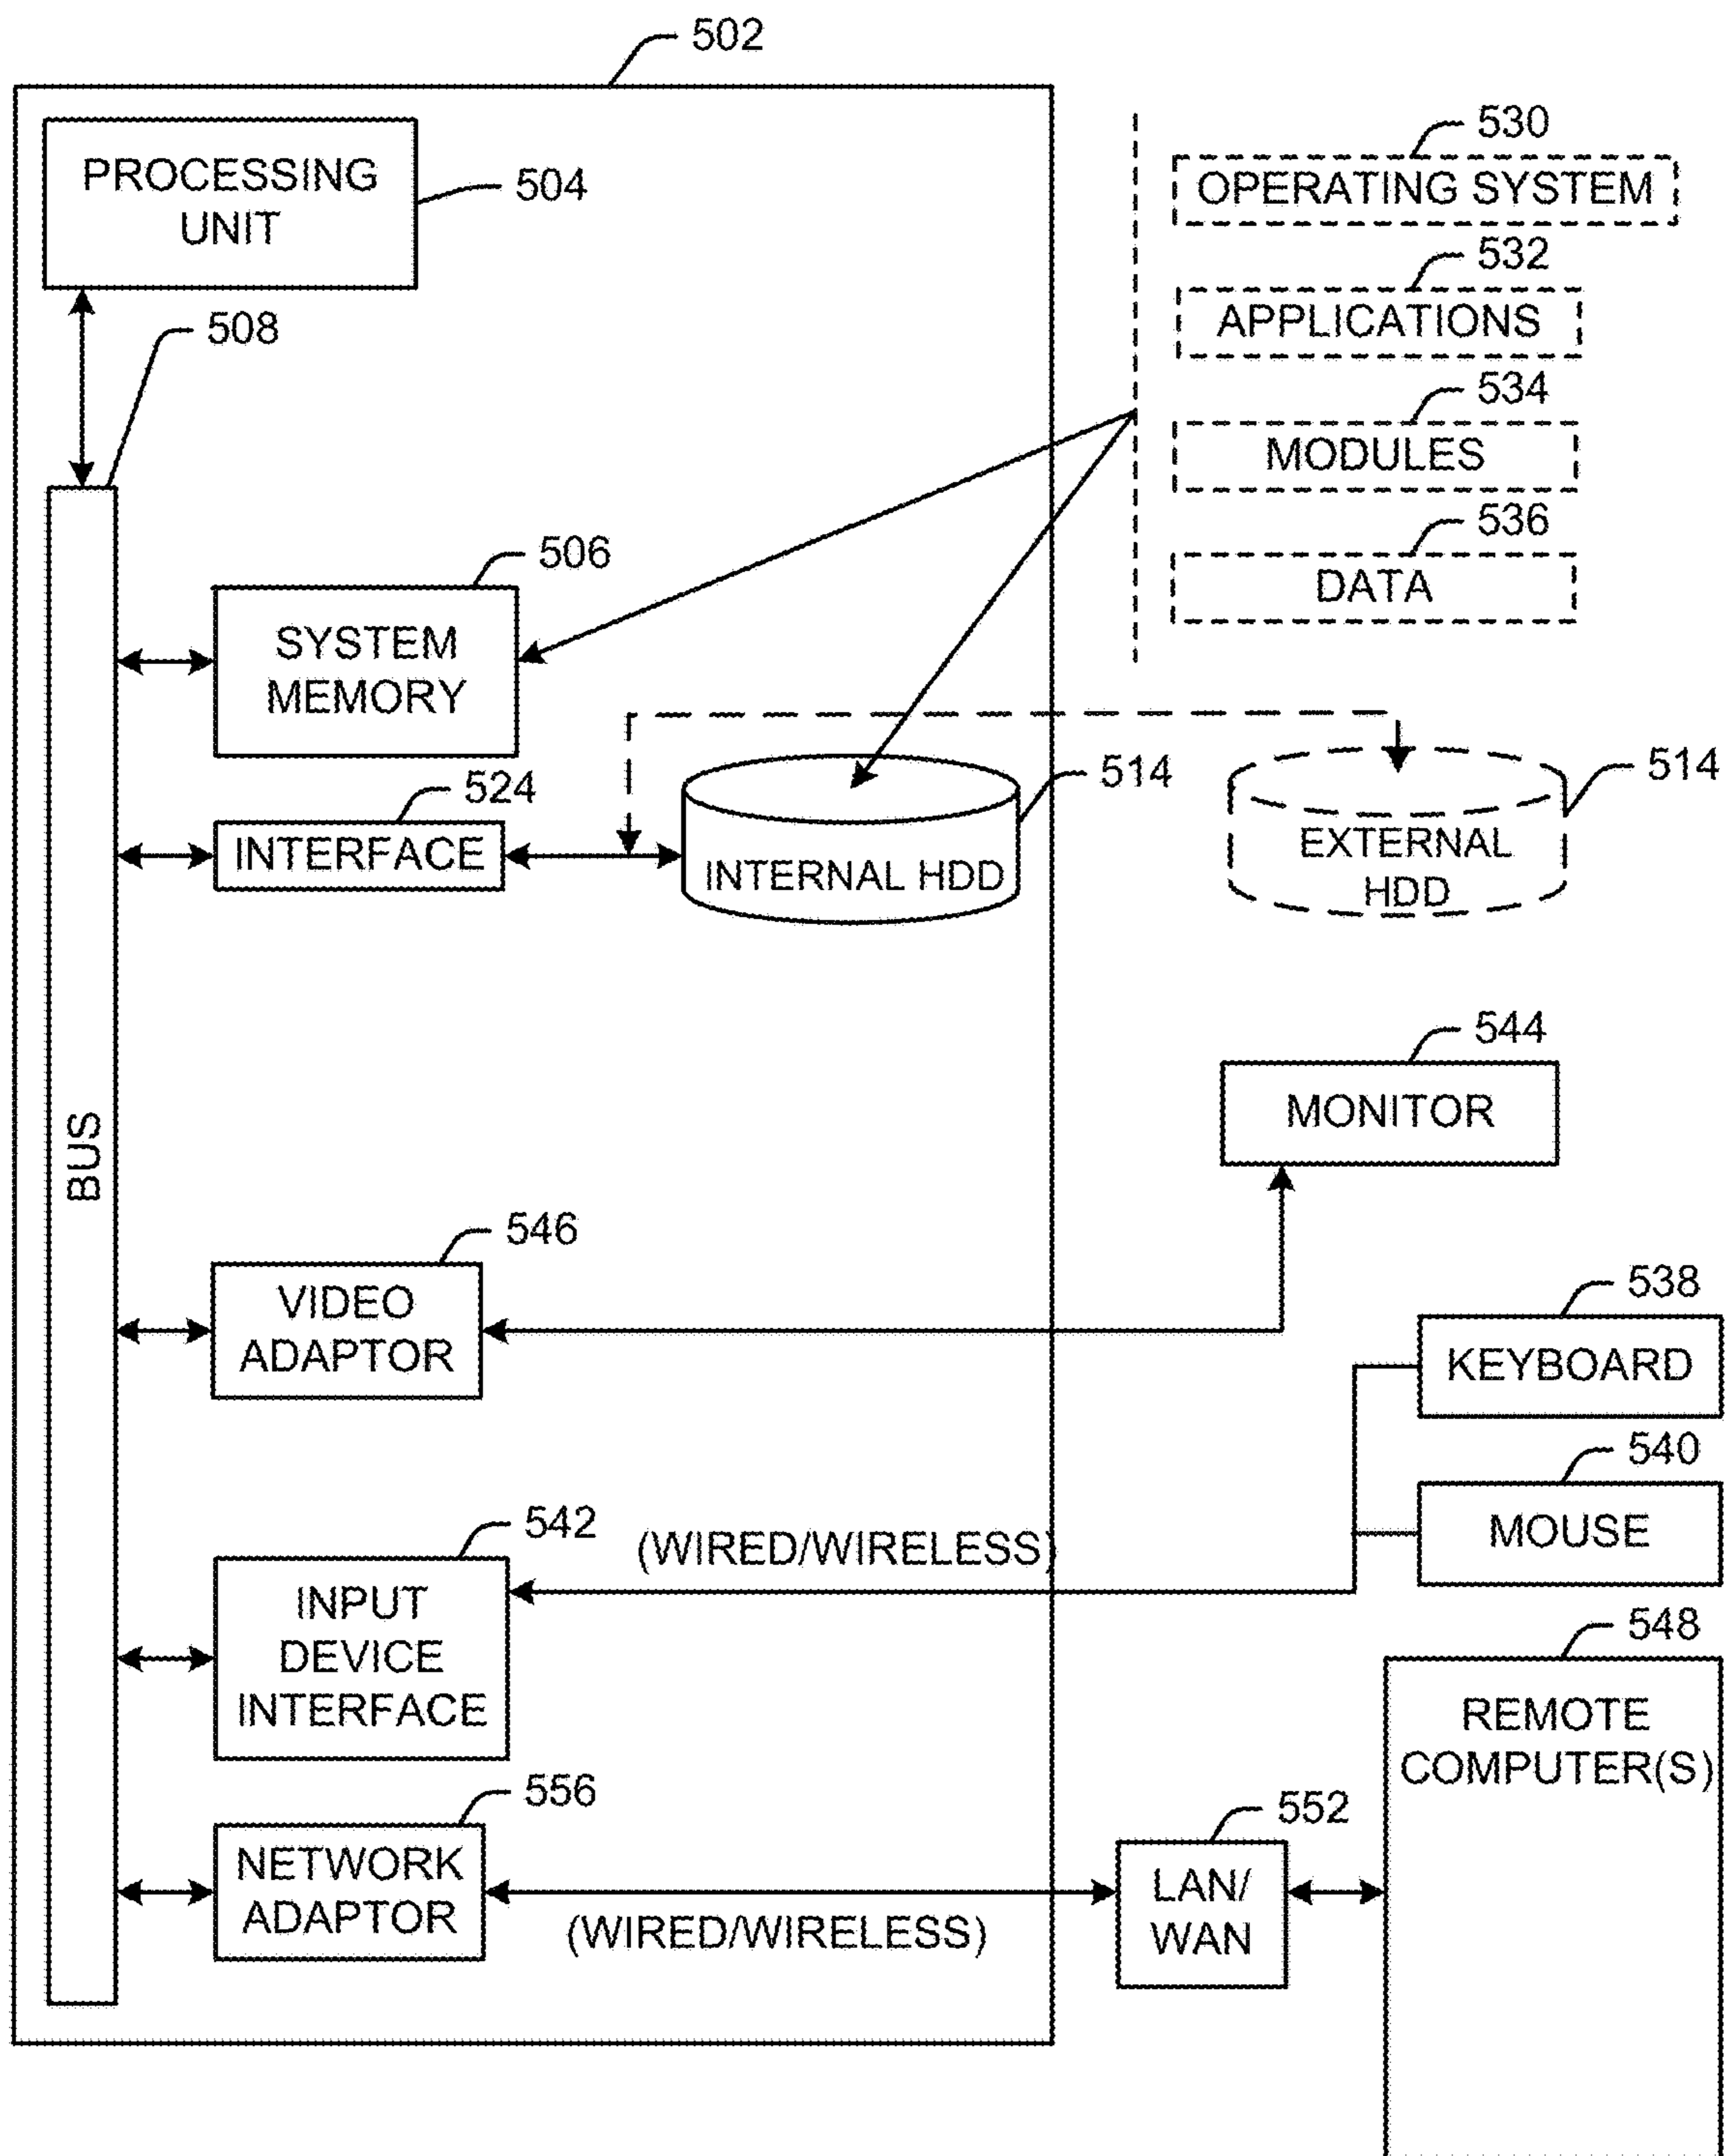 502
PROCESSING
UNIT
504
508
530
OPERATING SYSTEM
532
APPLICATIONS
534
MODULES
536
DATA
506
SYSTEM
MEMORY
524
INTERFACE
514
INTERNAL HDD
514
EXTERNAL
HDD
BUS
544
MONITOR
546
VIDEO
ADAPTOR
538
KEYBOARD
540
MOUSE
542
(WIRED/WIRELESS)
INPUT
DEVICE
INTERFACE
548
REMOTE
COMPUTER(S)
556
NETWORK
ADAPTOR
(WIRED/WIRELESS)
552
LAN/
WAN